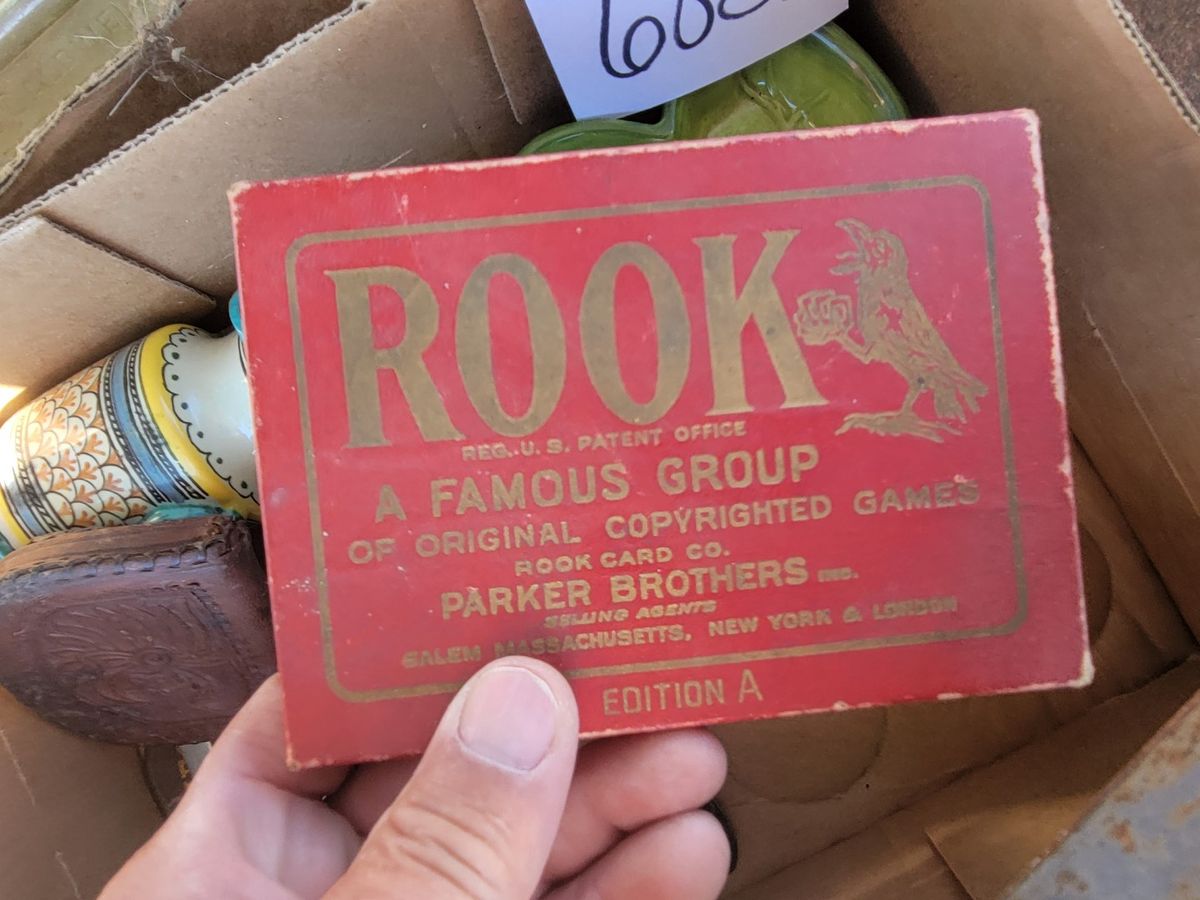 ROOK
REG. U. S. PATENT OFFICE
A FAMOUS GROUP
OF ORIGINAL COPYRIGHTED GAMES
ROOK CARD CO.
PARKER BROTHERS INC.
SELLING AGENTS
SALEM MASSACHUSETTS, NEW YORK & LONDON
EDITION A